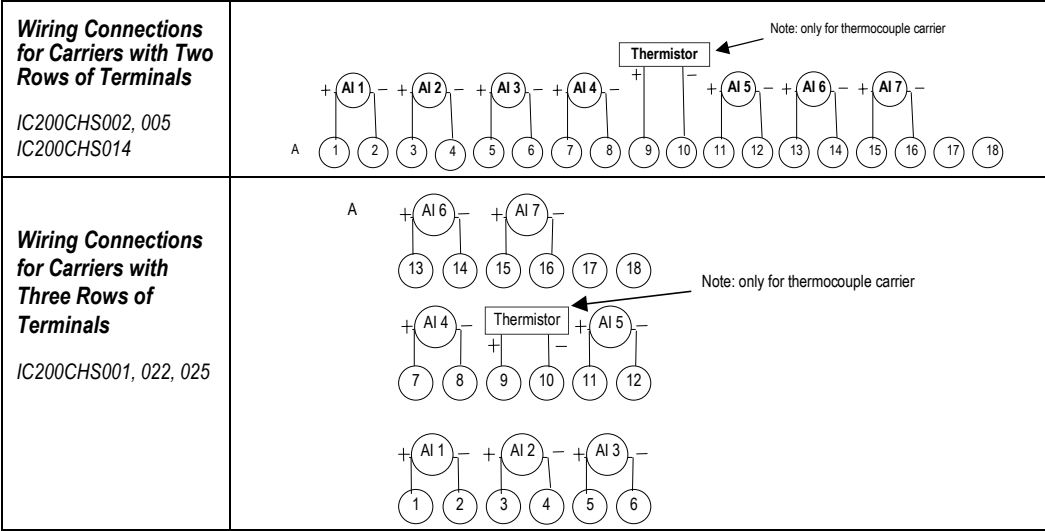 Wiring Connections
for Carriers with Two
Rows of Terminals
IC200CHS002, 005
IC200CHS014
Note: only for thermocouple carrier
Thermistor
+ −
+ AI 1 − + AI 2 − + AI 3 − + AI 4 − + AI 5 − + AI 6 − + AI 7 −
A 1 2 3 4 5 6 7 8 9 10 11 12 13 14 15 16 17 18
Wiring Connections
for Carriers with
Three Rows of
Terminals
IC200CHS001, 022, 025
A + AI 6 − + AI 7 −
13 14 15 16 17 18
Note: only for thermocouple carrier
+ AI 4 − Thermistor + AI 5 −
+ −
7 8 9 10 11 12
+ AI 1 − + AI 2 − + AI 3 −
1 2 3 4 5 6